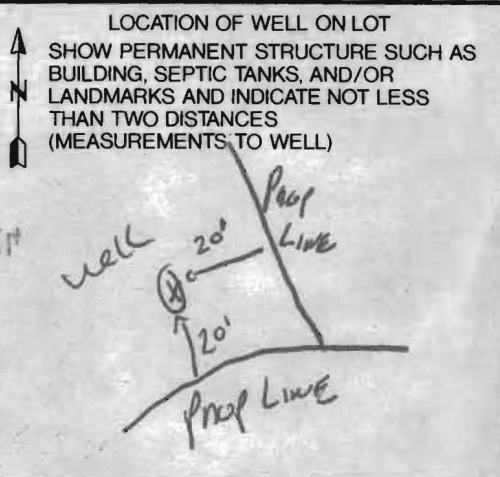 LOCATION OF WELL ON LOT
SHOW PERMANENT STRUCTURE SUCH AS
BUILDING, SEPTIC TANKS, AND/OR
N
LANDMARKS AND INDICATE NOT LESS
THAN TWO DISTANCES
(MEASUREMENTS TO WELL)
Prop
Line
20'
well
X
20'
Prop Line